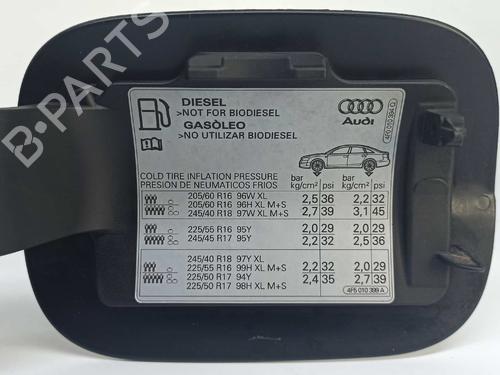 B-PARTS
DIESEL
>NOT FOR BIODIESEL
GASÒLEO
>NO UTILIZAR BIODIESEL
Audi
4F0 010 394 G
COLD TIRE INFLATION PRESSURE
PRESION DE NEUMATICOS FRIOS
bar kg/cm² psi bar kg/cm² psi
205/60 R16 96W XL 2,5 36 2,2 32
205/60 R16 96H XL M+S
245/40 R18 97W XL M+S 2,7 39 3,1 45
225/55 R16 95Y 2,0 29 2,0 29
245/45 R17 95Y 2,2 32 2,5 36
245/40 R18 97Y XL
225/55 R16 99H XL M+S 2,2 32 2,0 29
225/50 R17 94Y 2,4 35 2,7 39
225/50 R17 98H XL M+S
4F5 010 399 A